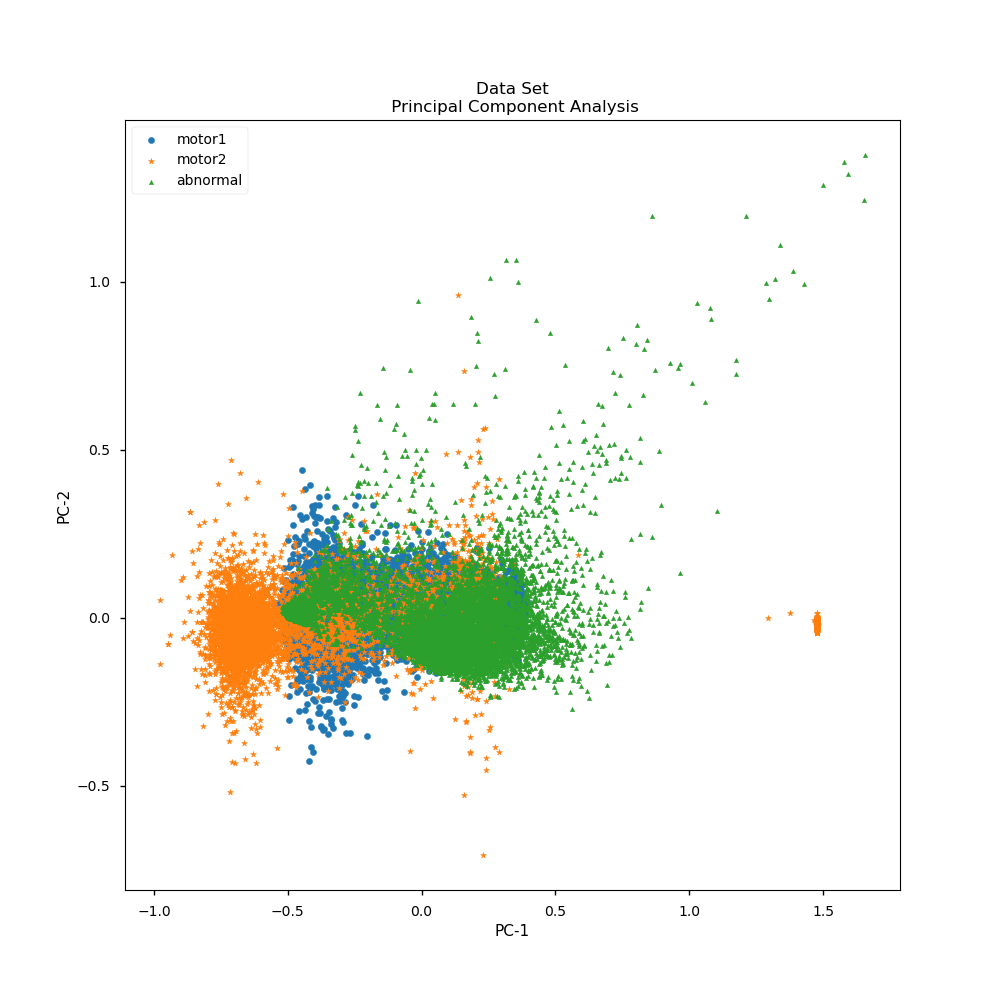 Data Set
Principal Component Analysis
motor1
motor2
abnormal
PC-2
1.0
0.5
0.0
−0.5
−1.0 −0.5 0.0 0.5 1.0 1.5
PC-1